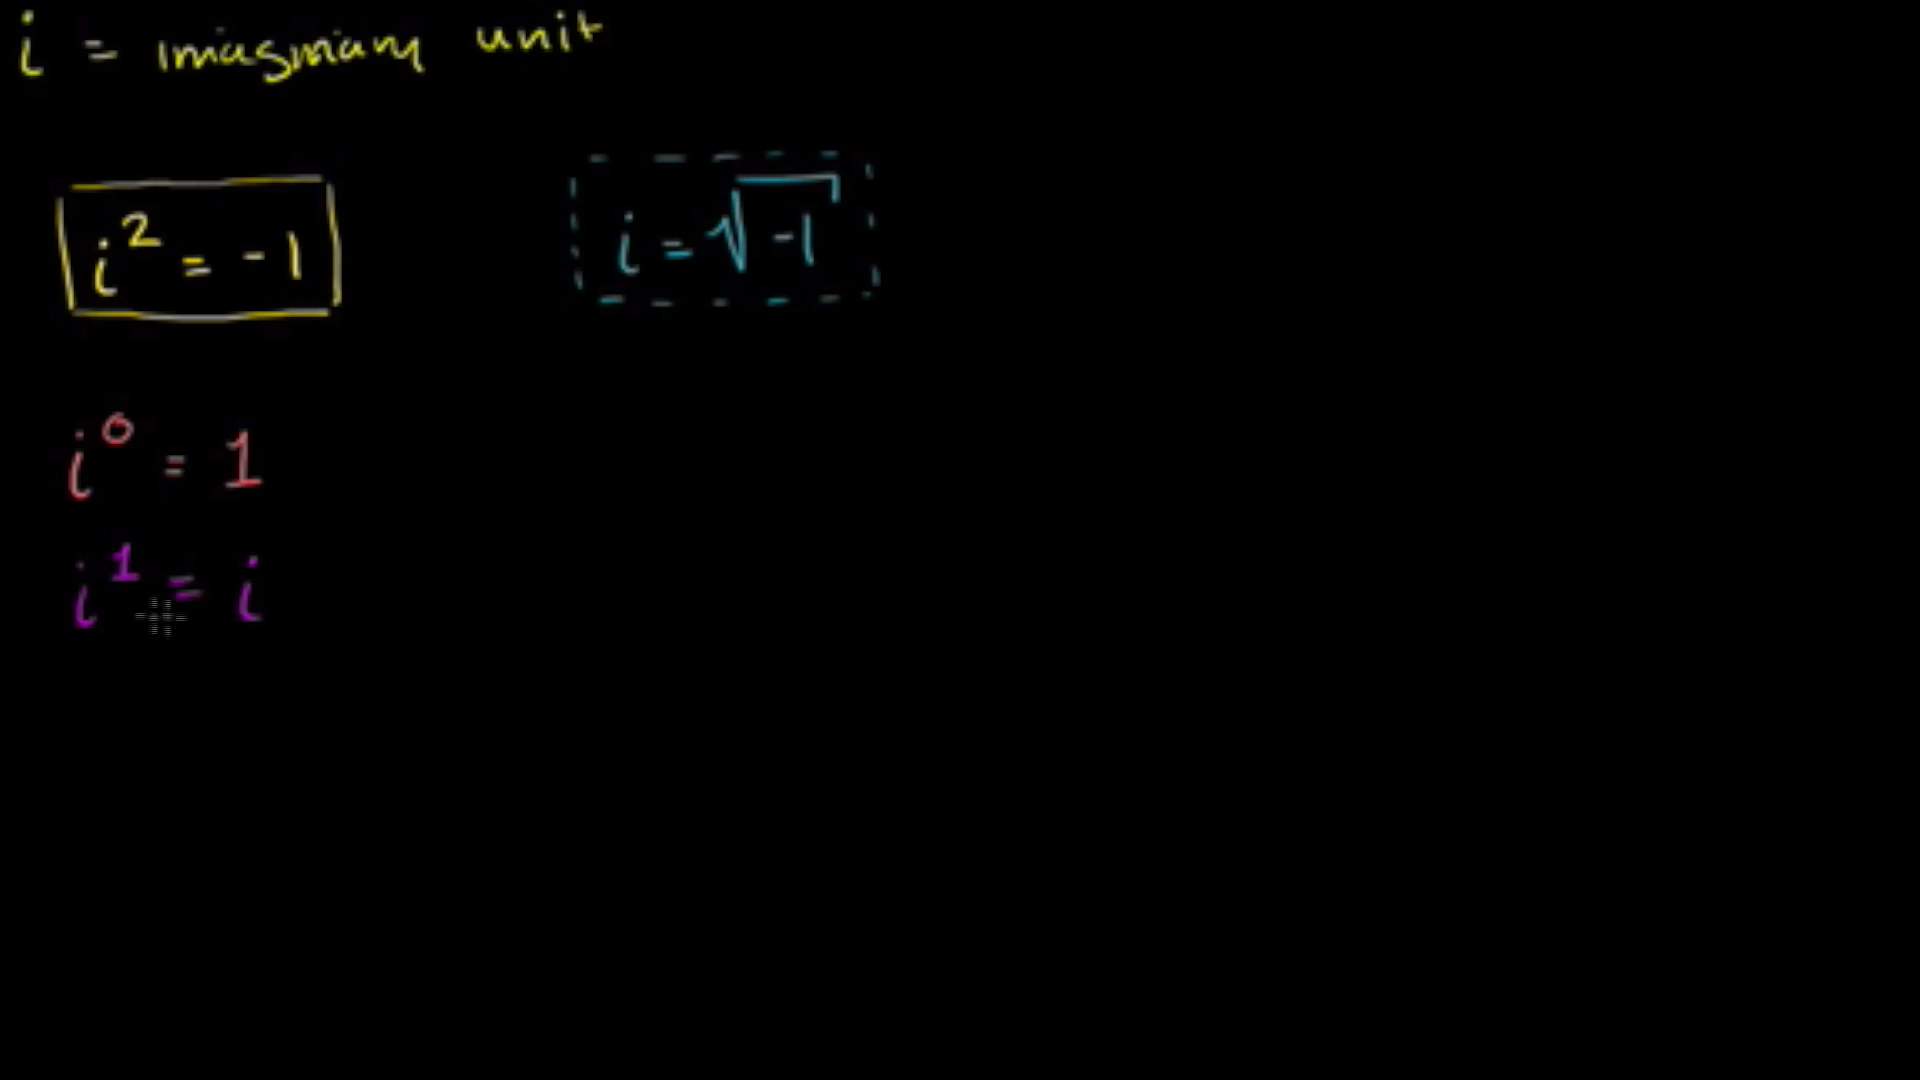 i = imaginary unit
i² = -1
i = √-1
i⁰ = 1
i¹ = i